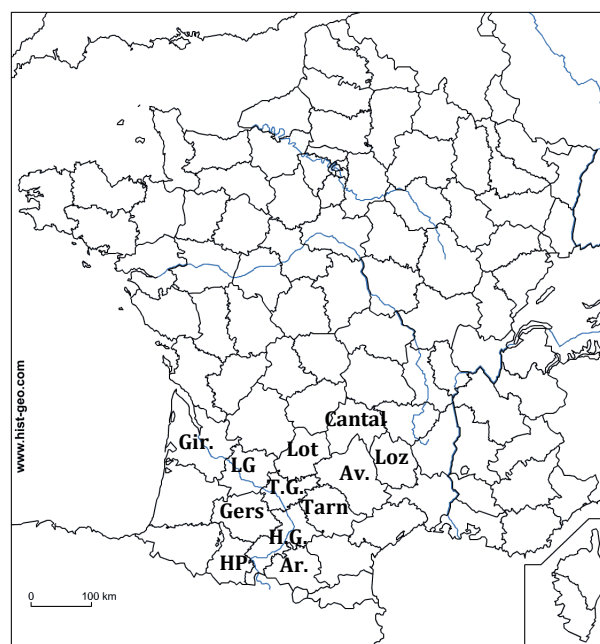 www.hist-geo.com
Cantal
Gir.
Lot
Loz
LG
Av.
T.G.
Gers
Tarn
H.G.
HP
Ar.
0 100 km